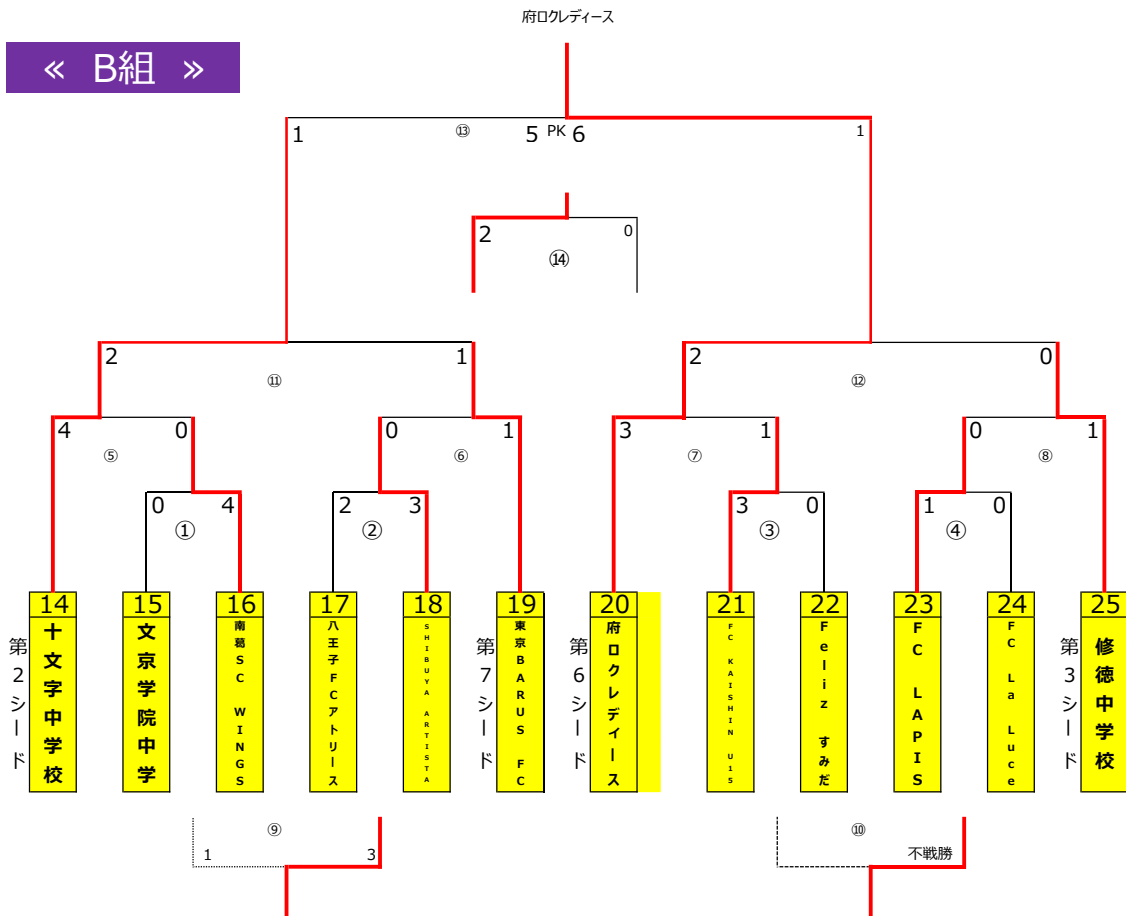 府ロクレディース
≪ B組 ≫
1 ⑬ 5 PK 6 1
2 0
⑭
2 1 2 0
⑪ ⑫
4 0 0 1 3 1 0 1
⑤ ⑥ ⑦ ⑧
0 4 2 3 3 0 1 0
① ② ③ ④
14 15 16 17 18 19 20 21 22 23 24 25
第2シード
十文字中学校
文京学院中学
南葛SC WINGS
八王子FCアトリース
SHIBUYA ARTISTA
第7シード
東京BARUS FC
第6シード
府ロクレディース
FC KAISHIN U15
Feliz すみだ
FC LAPIS
FC La Luce
第3シード
修徳中学校
⑨ ⑩
1 3 不戦勝